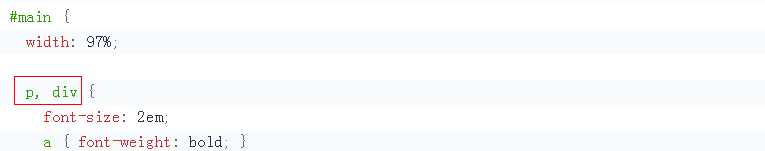 #main {
width: 97%;
p, div {
font-size: 2em;
a { font-weight: bold; }